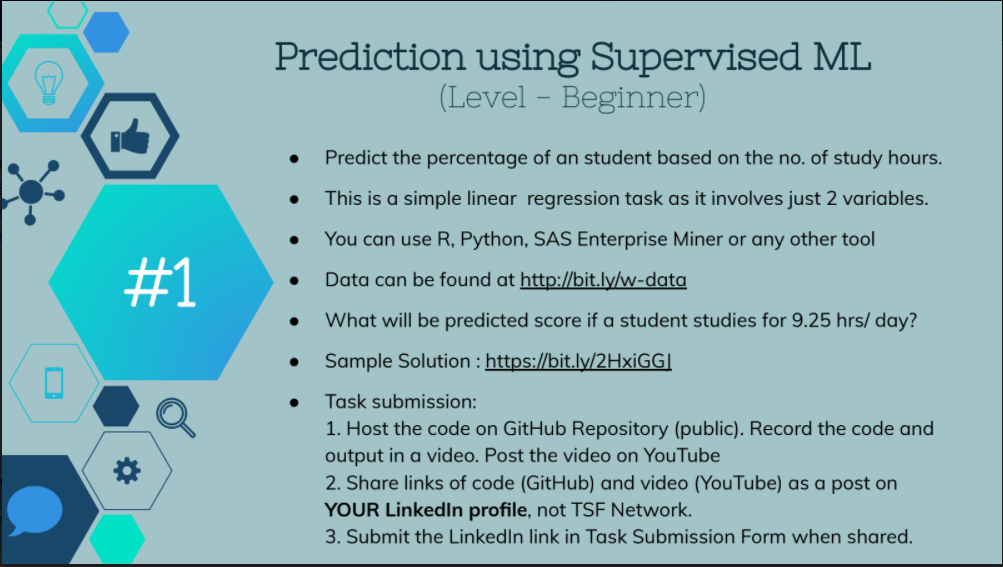 Prediction using Supervised ML
(Level – Beginner)
#1
● Predict the percentage of an student based on the no. of study hours.
● This is a simple linear regression task as it involves just 2 variables.
● You can use R, Python, SAS Enterprise Miner or any other tool
● Data can be found at http://bit.ly/w-data
● What will be predicted score if a student studies for 9.25 hrs/ day?
● Sample Solution : https://bit.ly/2HxiGGJ
● Task submission:
1. Host the code on GitHub Repository (public). Record the code and
output in a video. Post the video on YouTube
2. Share links of code (GitHub) and video (YouTube) as a post on
YOUR LinkedIn profile, not TSF Network.
3. Submit the LinkedIn link in Task Submission Form when shared.